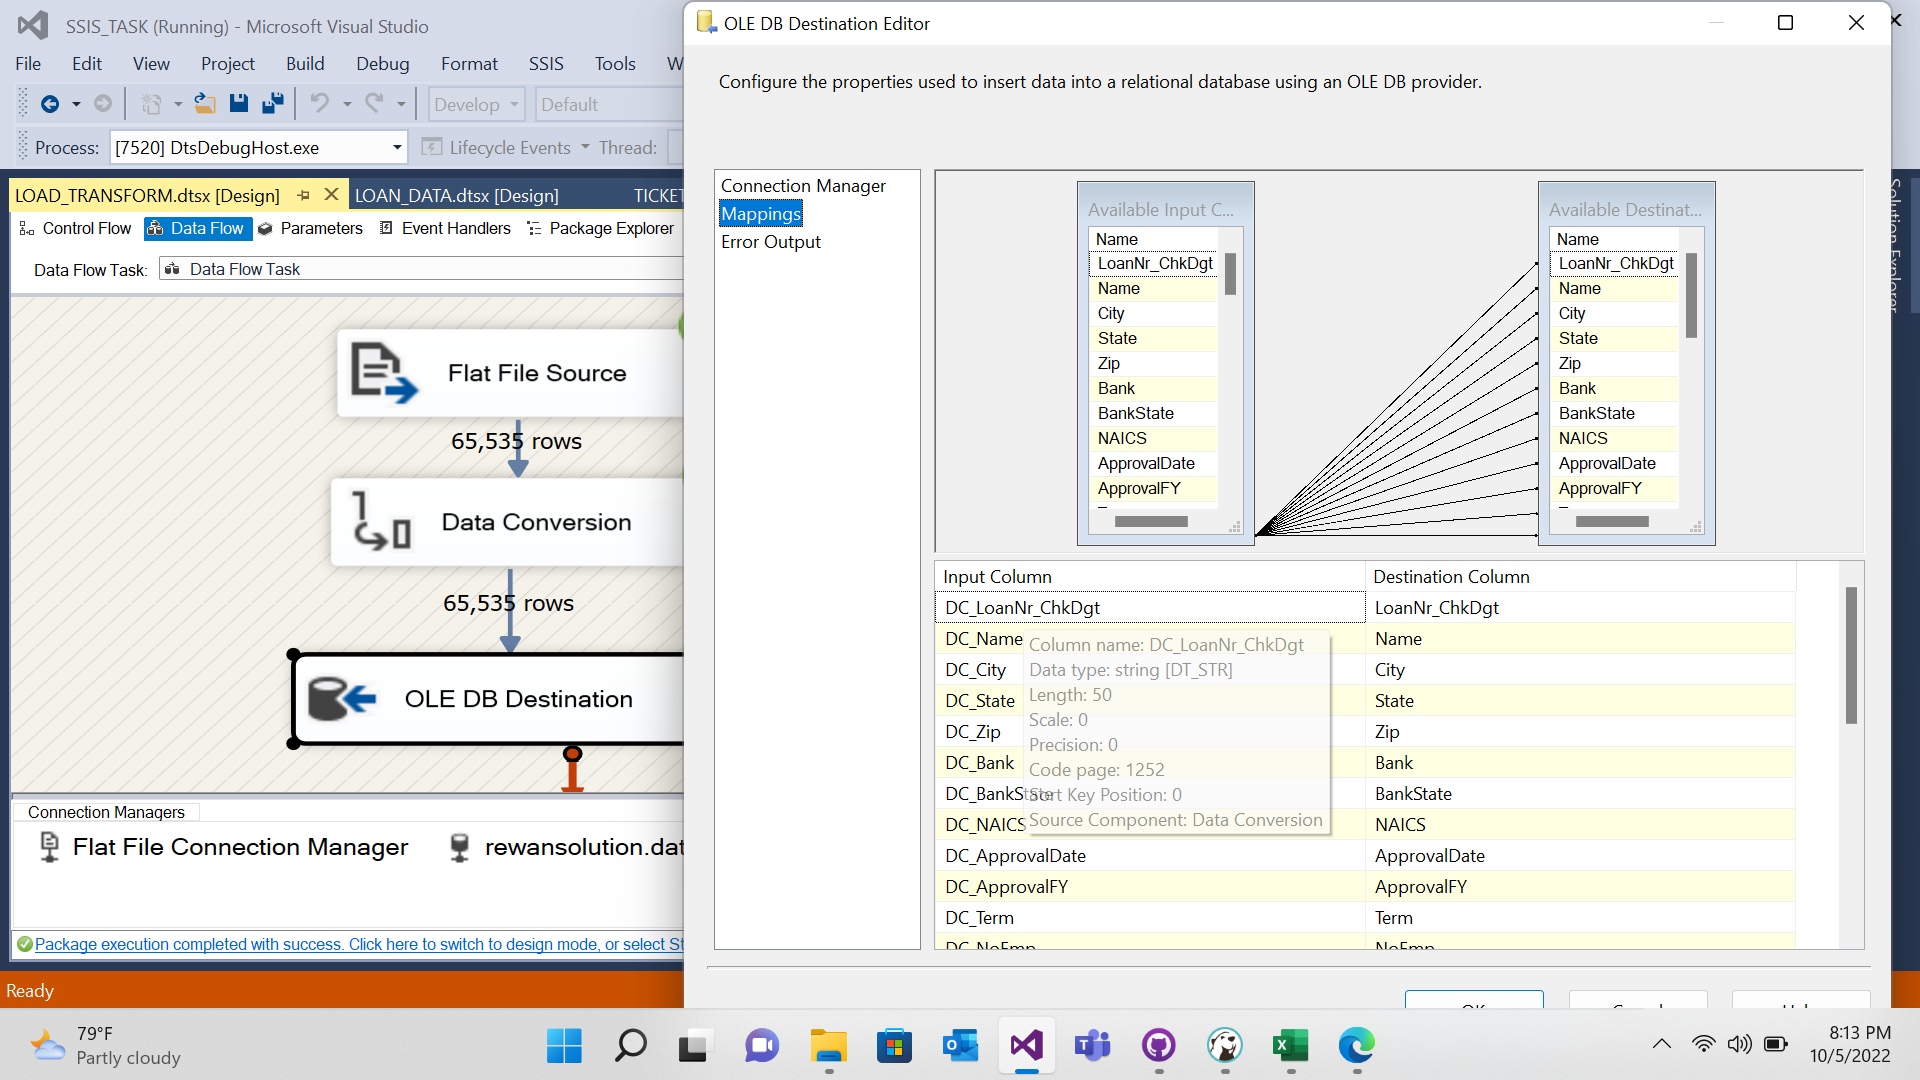 SSIS_TASK (Running) - Microsoft Visual Studio
File Edit View Project Build Debug Format SSIS Tools W
Develop Default
Process: [7520] DtsDebugHost.exe Lifecycle Events Thread:
LOAD_TRANSFORM.dtsx [Design] LOAN_DATA.dtsx [Design] TICKET
Control Flow Data Flow Parameters Event Handlers Package Explorer
Data Flow Task: Data Flow Task
Flat File Source
65,535 rows
Data Conversion
65,535 rows
OLE DB Destination
Connection Managers
Flat File Connection Manager rewansolution.dat
Package execution completed with success. Click here to switch to design mode, or select St
Ready
OLE DB Destination Editor
Configure the properties used to insert data into a relational database using an OLE DB provider.
Connection Manager
Mappings
Error Output
Available Input C...
Name
LoanNr_ChkDgt
Name
City
State
Zip
Bank
BankState
NAICS
ApprovalDate
ApprovalFY
Available Destinat...
Name
LoanNr_ChkDgt
Name
City
State
Zip
Bank
BankState
NAICS
ApprovalDate
ApprovalFY
Input Column Destination Column
DC_LoanNr_ChkDgt LoanNr_ChkDgt
DC_Name Name
DC_City City
DC_State State
DC_Zip Zip
DC_Bank Bank
DC_BankState BankState
DC_NAICS NAICS
DC_ApprovalDate ApprovalDate
DC_ApprovalFY ApprovalFY
DC_Term Term
DC_NoEmp NoEmp
Column name: DC_LoanNr_ChkDgt
Data type: string [DT_STR]
Length: 50
Scale: 0
Precision: 0
Code page: 1252
Sort Key Position: 0
Source Component: Data Conversion
Solution Explorer
79°F
Partly cloudy
8:13 PM
10/5/2022